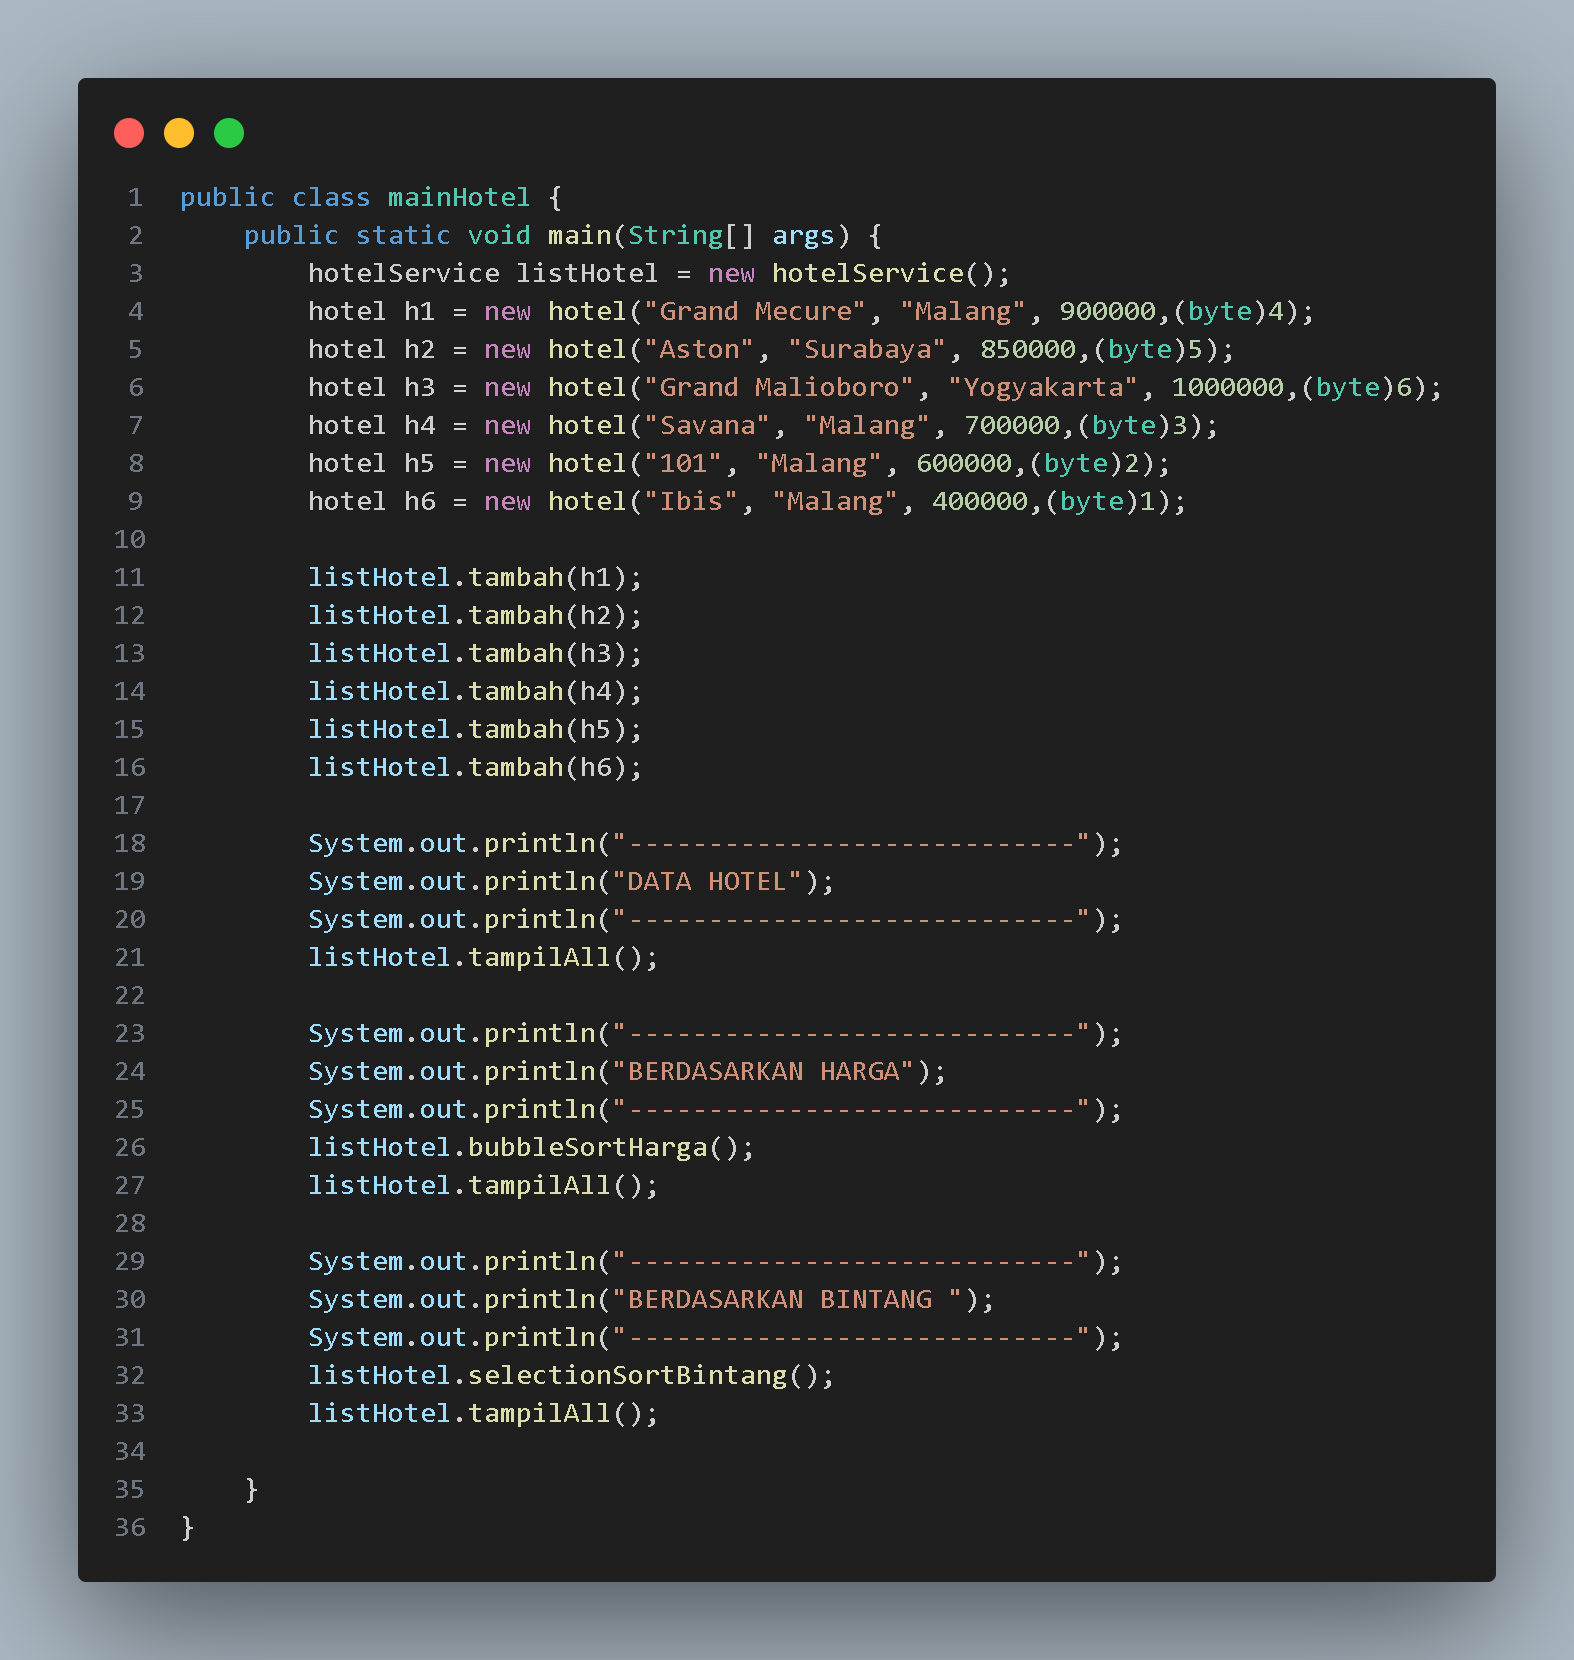 1 public class mainHotel {
2 public static void main(String[] args) {
3 hotelService listHotel = new hotelService();
4 hotel h1 = new hotel("Grand Mecure", "Malang", 900000,(byte)4);
5 hotel h2 = new hotel("Aston", "Surabaya", 850000,(byte)5);
6 hotel h3 = new hotel("Grand Malioboro", "Yogyakarta", 1000000,(byte)6);
7 hotel h4 = new hotel("Savana", "Malang", 700000,(byte)3);
8 hotel h5 = new hotel("101", "Malang", 600000,(byte)2);
9 hotel h6 = new hotel("Ibis", "Malang", 400000,(byte)1);
10
11 listHotel.tambah(h1);
12 listHotel.tambah(h2);
13 listHotel.tambah(h3);
14 listHotel.tambah(h4);
15 listHotel.tambah(h5);
16 listHotel.tambah(h6);
17
18 System.out.println("----------------------------");
19 System.out.println("DATA HOTEL");
20 System.out.println("----------------------------");
21 listHotel.tampilAll();
22
23 System.out.println("----------------------------");
24 System.out.println("BERDASARKAN HARGA");
25 System.out.println("----------------------------");
26 listHotel.bubbleSortHarga();
27 listHotel.tampilAll();
28
29 System.out.println("----------------------------");
30 System.out.println("BERDASARKAN BINTANG ");
31 System.out.println("----------------------------");
32 listHotel.selectionSortBintang();
33 listHotel.tampilAll();
34
35 }
36 }